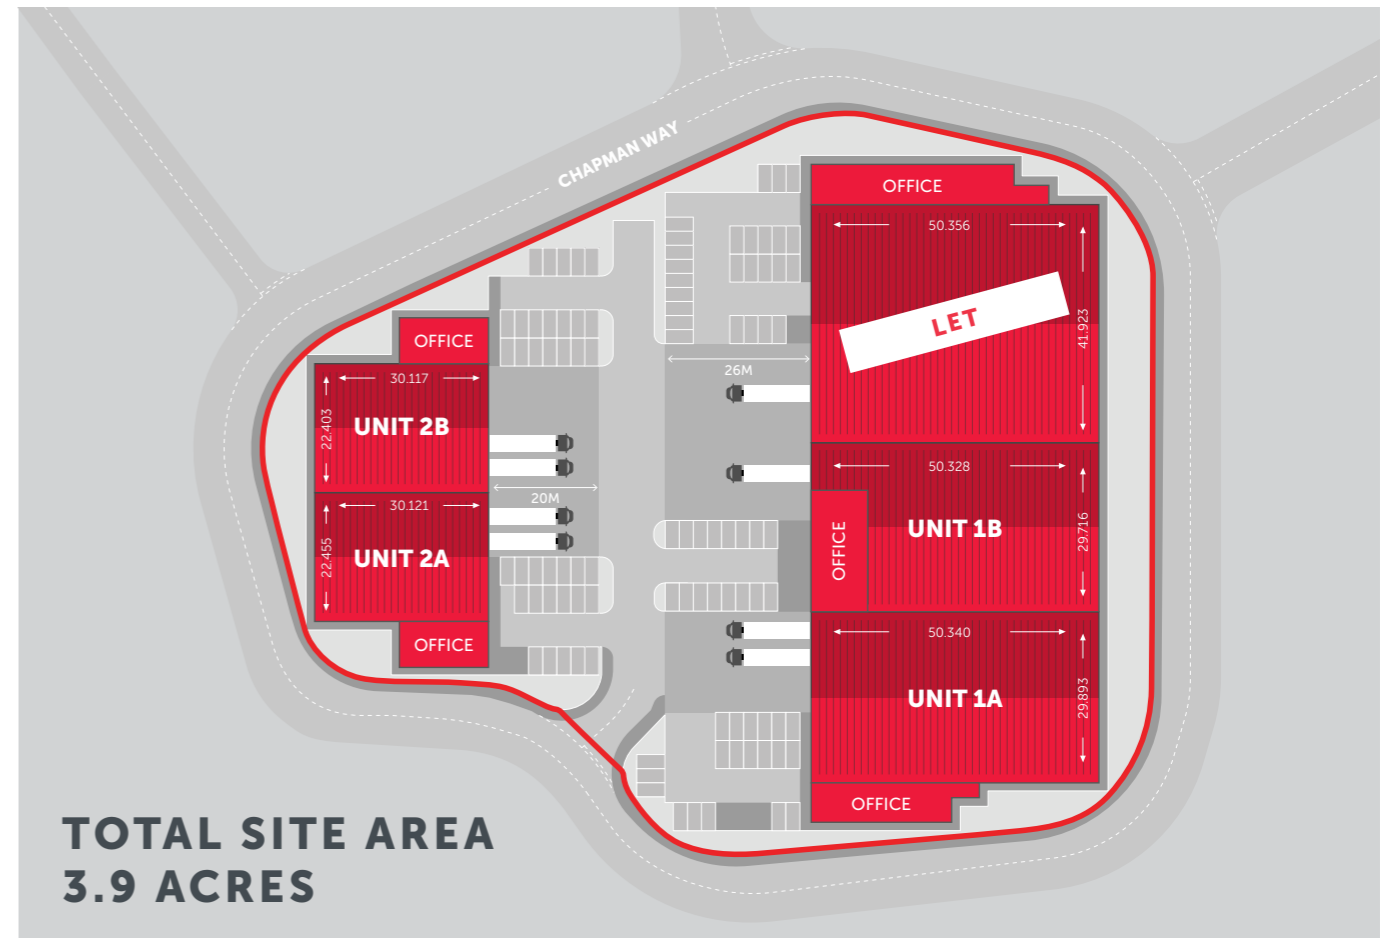 CHAPMAN WAY
OFFICE
50.356
41.923
LET
26M
OFFICE
30.117
22.403
UNIT 2B
20M
30.121
22.455
UNIT 2A
OFFICE
50.328
29.716
OFFICE
UNIT 1B
50.340
29.893
UNIT 1A
OFFICE
TOTAL SITE AREA
3.9 ACRES